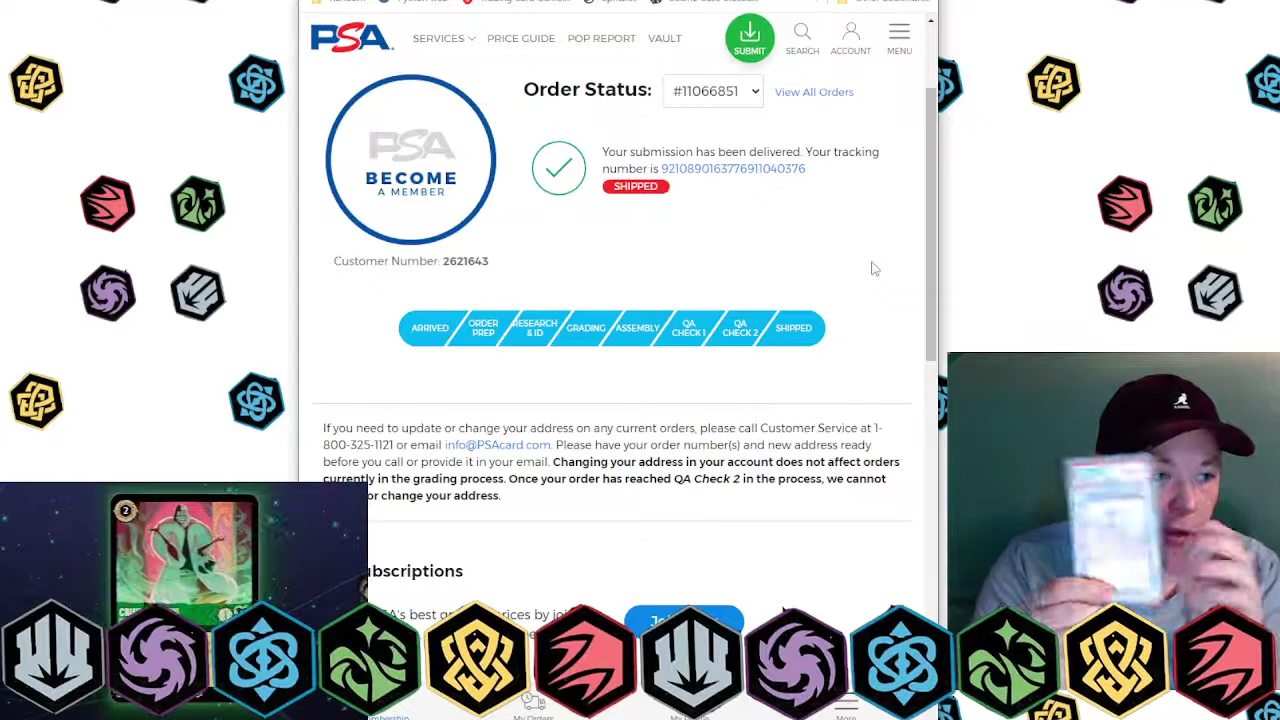 PSA
SERVICES
PRICE GUIDE
POP REPORT
VAULT
SUBMIT
SEARCH
ACCOUNT
MENU
PSA
BECOME
A MEMBER
Customer Number: 2621643
Order Status:
#11066851
View All Orders
Your submission has been delivered. Your tracking
number is 9210890163776911040376
SHIPPED
ARRIVED
ORDER PREP
RESEARCH & ID
GRADING
ASSEMBLY
QA CHECK 1
QA CHECK 2
SHIPPED
If you need to update or change your address on any current orders, please call Customer Service at 1-
800-325-1121 or email info@PSAcard.com. Please have your order number(s) and new address ready
before you call or provide it in your email. Changing your address in your account does not affect orders
currently in the grading process. Once your order has reached QA Check 2 in the process, we cannot
or change your address.
2